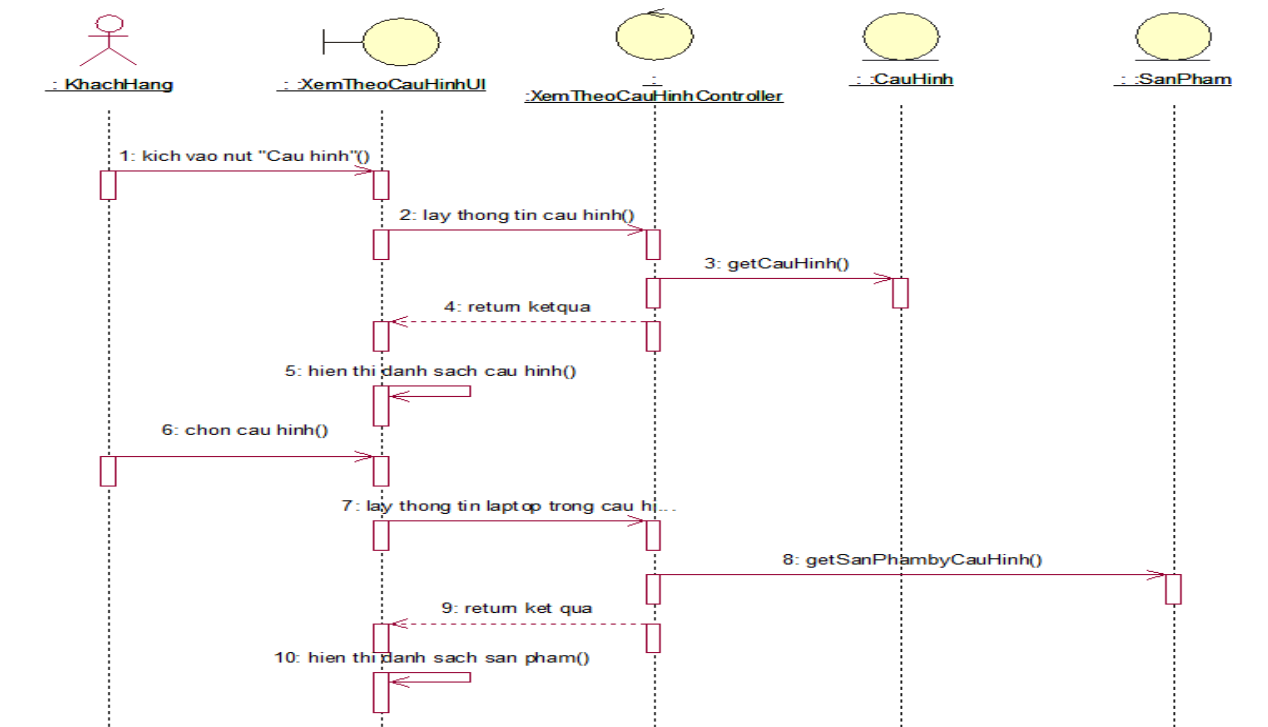 : KhachHang
: :XemTheoCauHinhUI
:
:XemTheoCauHinhController
: :CauHinh
: :SanPham
1: kich vao nut "Cau hinh"()
2: lay thong tin cau hinh()
3: getCauHinh()
4: return ketqua
5: hien thi danh sach cau hinh()
6: chon cau hinh()
7: lay thong tin laptop trong cau hi...
8: getSanPhambyCauHinh()
9: return ket qua
10: hien thi danh sach san pham()